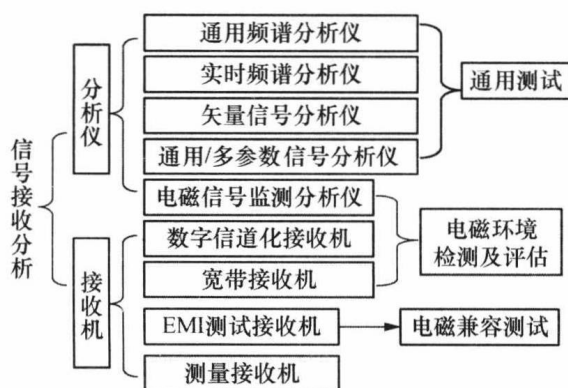 信号接收分析
分析仪
接收机
通用频谱分析仪
实时频谱分析仪
矢量信号分析仪
通用/多参数信号分析仪
电磁信号监测分析仪
数字信道化接收机
宽带接收机
EMI测试接收机
测量接收机
通用测试
电磁环境
检测及评估
电磁兼容测试